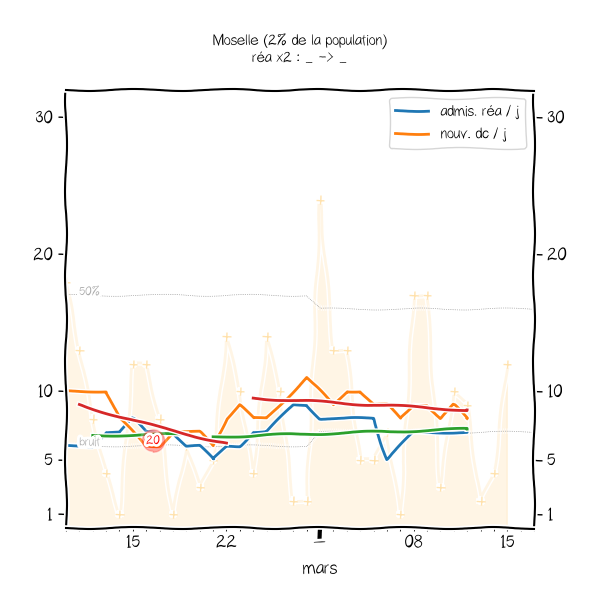 Moselle (2% de la population)
réa x2 : _ -> _
admis. réa / j
nouv. dc / j
30
30
20
20
50%
10
10
bruit
20
5
5
1
1
15
22
1
08
15
mars